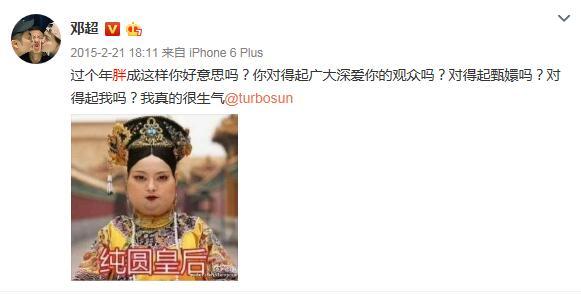 邓超
2015-2-21 18:11 来自 iPhone 6 Plus
过个年胖成这样你好意思吗？你对得起广大深爱你的观众吗？对得起甄嬛吗？对
得起我吗？我真的很生气@turbosun
纯圆皇后